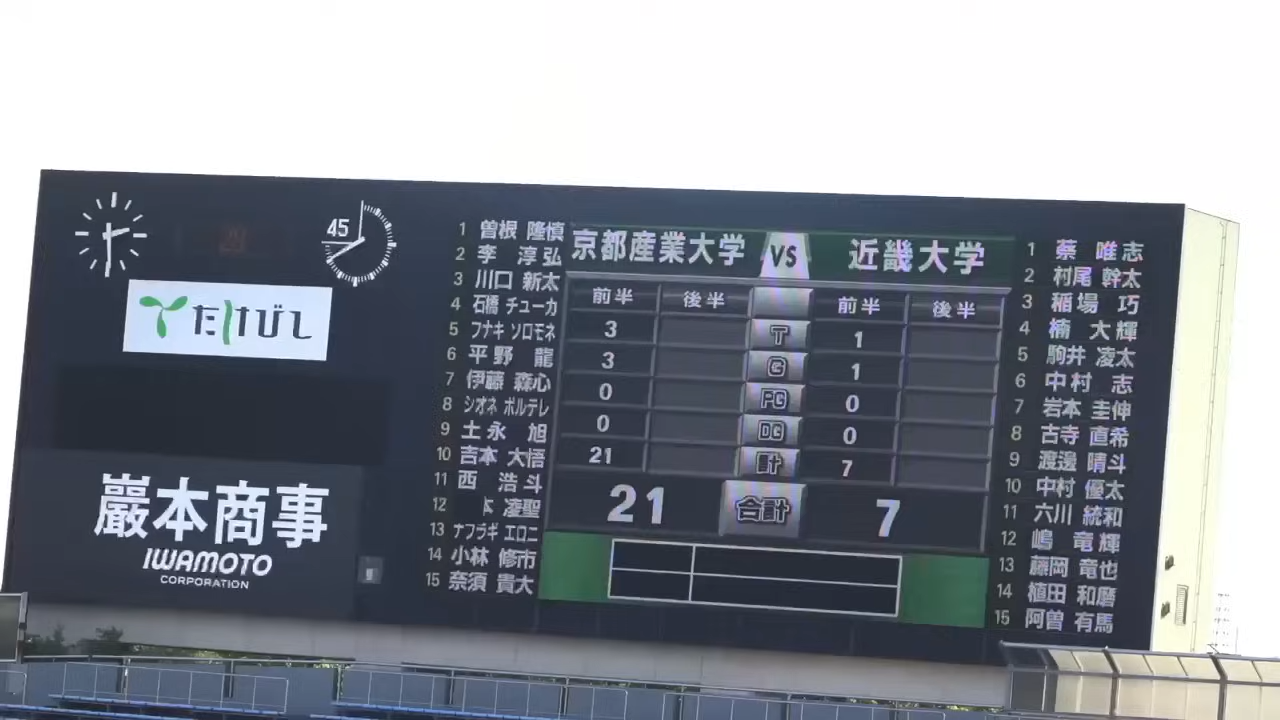 45
たけびし
巌本商事
IWAMOTO
CORPORATION
1 曽根 隆慎
2 李 淳弘
3 川口 新太
4 石橋 チューカ
5 フナキ ソロモネ
6 平野 龍
7 伊藤 森心
8 シオネ ポルテレ
9 土永 旭
10 吉本 大悟
11 西 浩斗
12 本 凌聖
13 ナフラギ エロニ
14 小林 修市
15 奈須 貴大
京都産業大学 VS 近畿大学
前半 後半 前半 後半
3 T 1
3 G 1
0 PG 0
0 DG 0
21 計 7
21 合計 7
1 蔡 唯志
2 村尾 幹太
3 稲場 巧
4 楠 大輝
5 駒井 凌太
6 中村 志
7 岩本 圭伸
8 古寺 直希
9 渡邊 晴斗
10 中村 優太
11 六川 統和
12 嶋 竜輝
13 藤岡 竜也
14 植田 和磨
15 阿曽 有馬